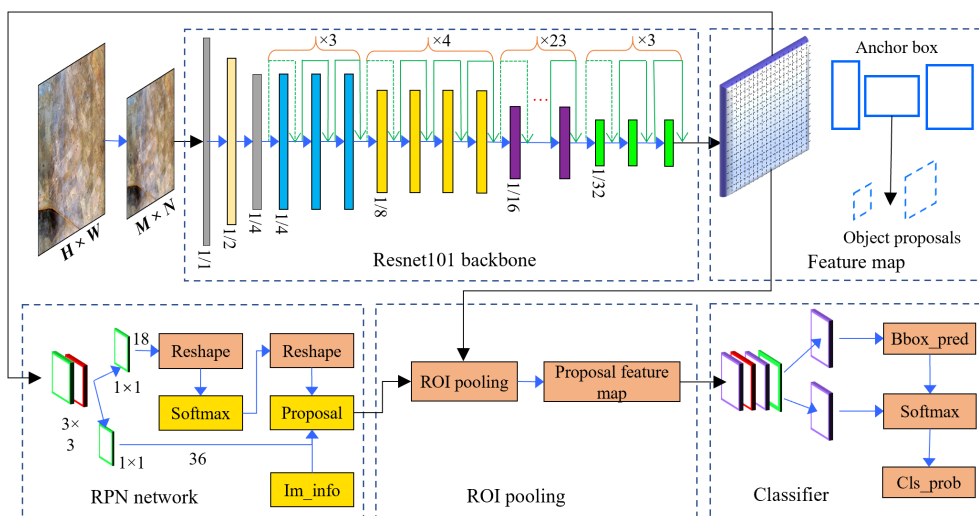 ×3
×4
×23
×3
Anchor box
...
H × W
M × N
1/1
1/2
1/4
1/4
1/8
1/16
1/32
Object proposals
Resnet101 backbone
Feature map
18
Reshape
Reshape
1×1
Softmax
Proposal
3×
3
1×1
36
Im_info
RPN network
ROI pooling
Proposal feature
map
ROI pooling
Bbox_pred
Softmax
Cls_prob
Classifier